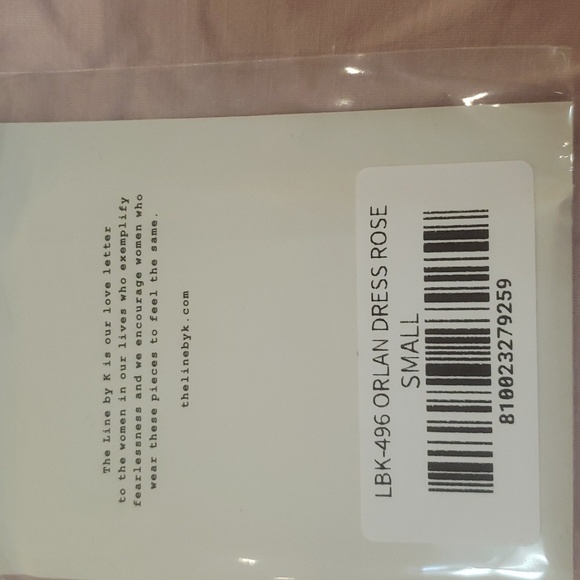 The Line by K is our love letter
to the women in our lives who exemplify
fearlessness and we encourage women who
wear these pieces to feel the same.
thelinebyk.com
LBK-496 ORLAN DRESS ROSE
SMALL
810023279259